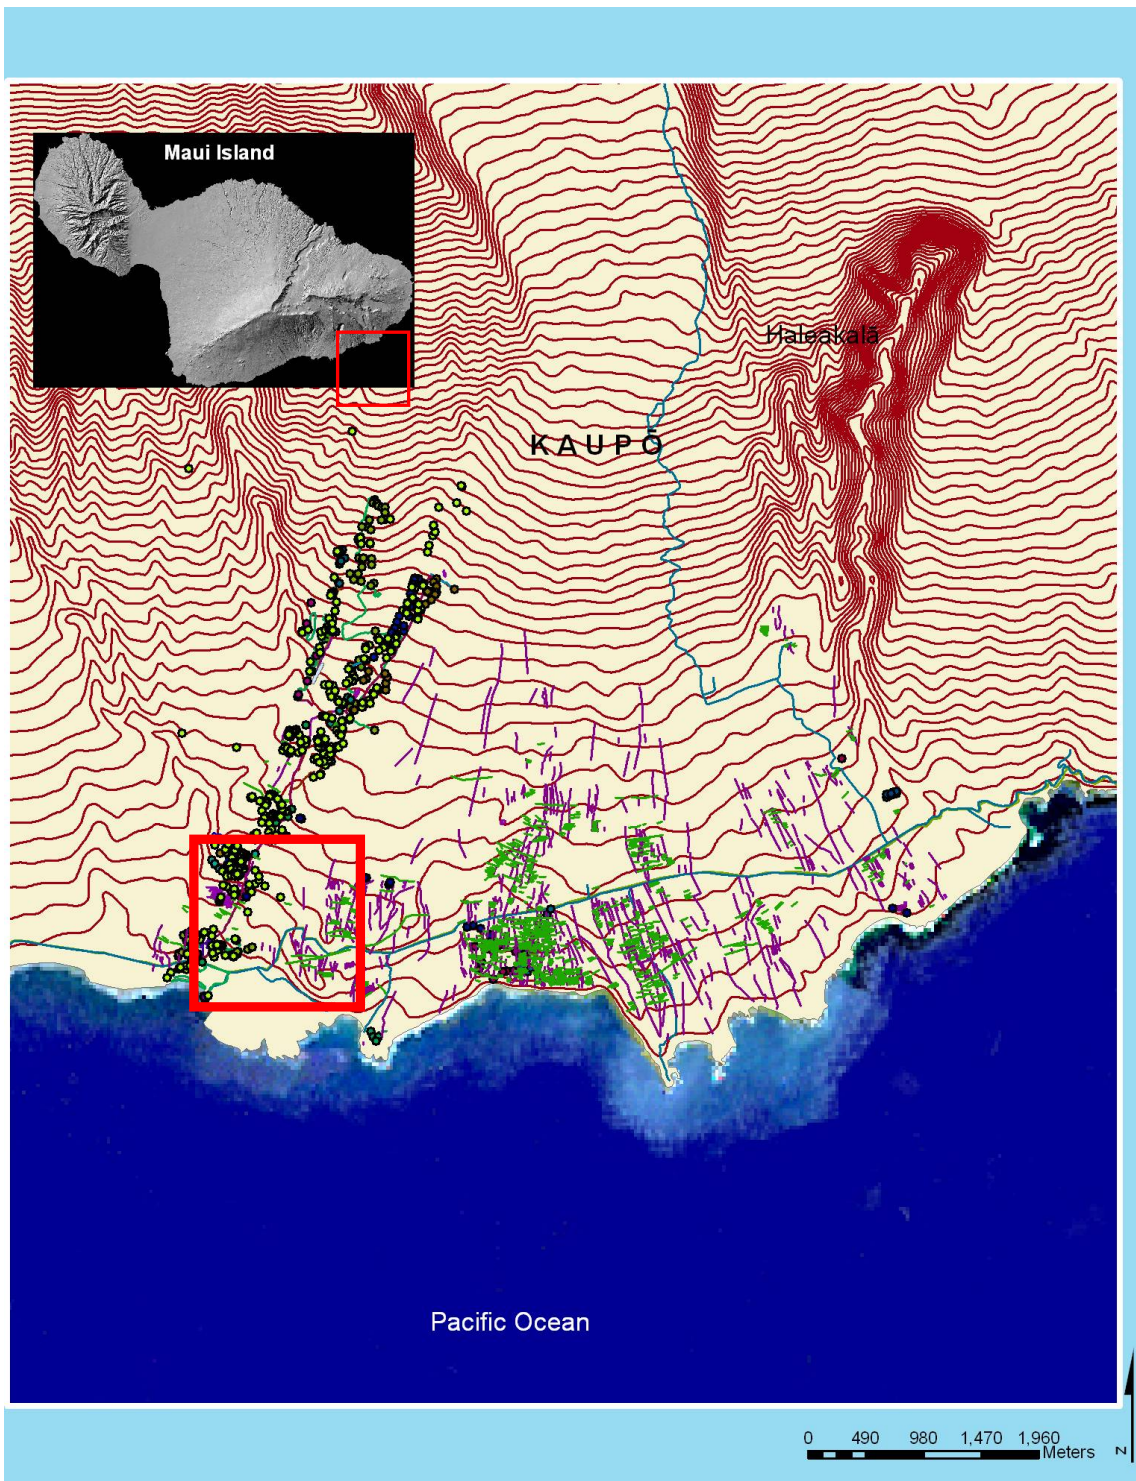 Maui Island
Haleakalā
KAUPŌ
Pacific Ocean
0 490 980 1,470 1,960
Meters
N